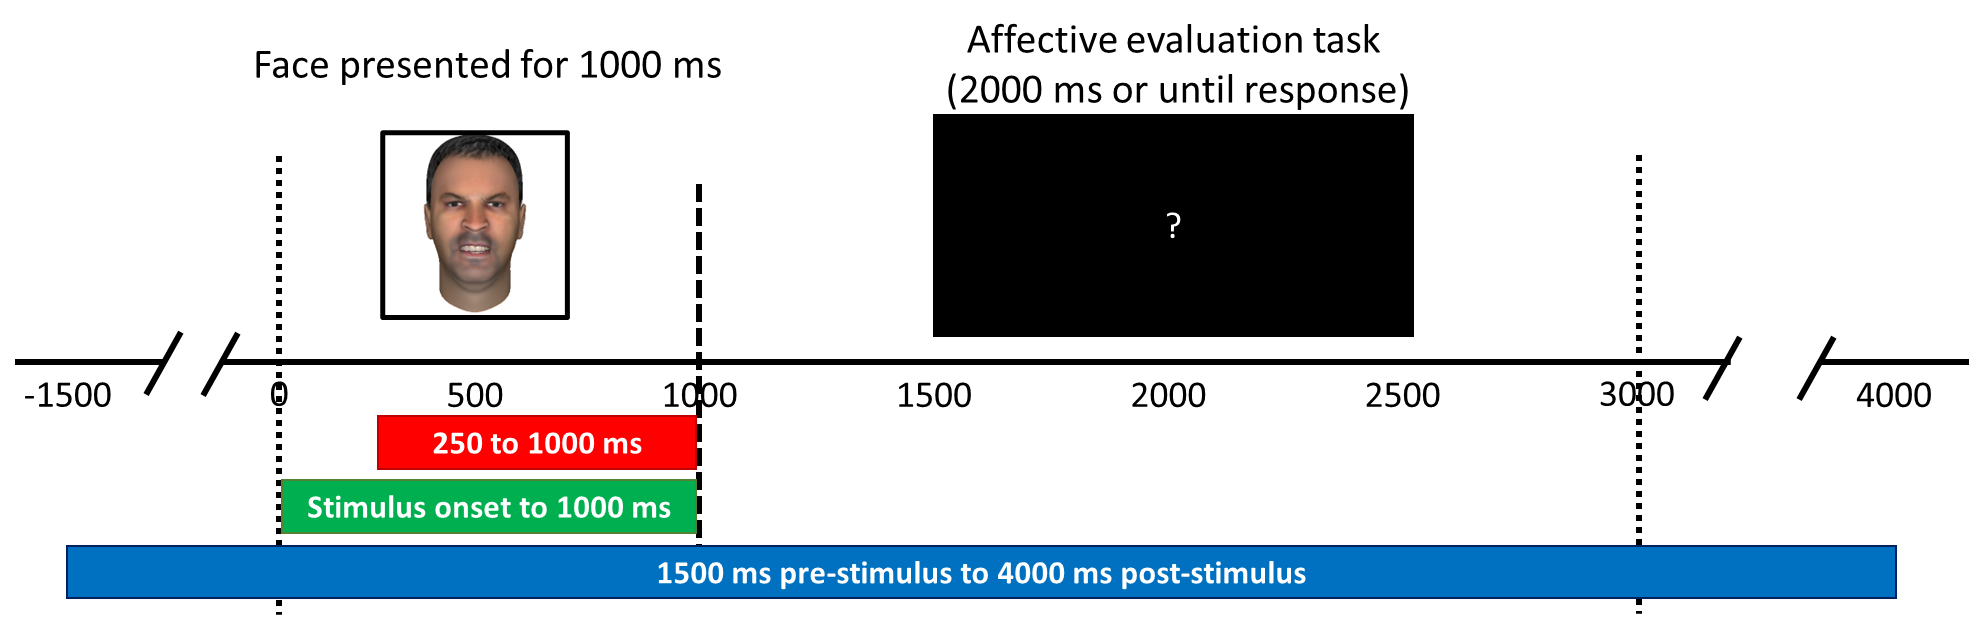 Face presented for 1000 ms
Affective evaluation task
(2000 ms or until response)
?
-1500 0 500 1000 1500 2000 2500 3000 4000
250 to 1000 ms
Stimulus onset to 1000 ms
1500 ms pre-stimulus to 4000 ms post-stimulus